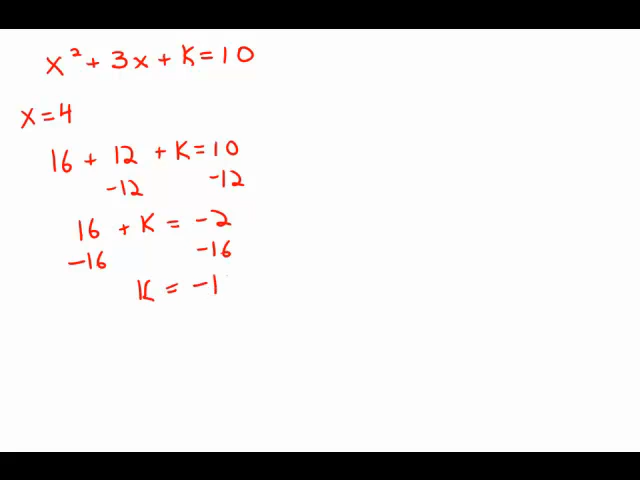 x² + 3x + K = 10
x = 4
16 + 12 + K = 10
-12 -12
16 + K = -2
-16 -16
K = -1